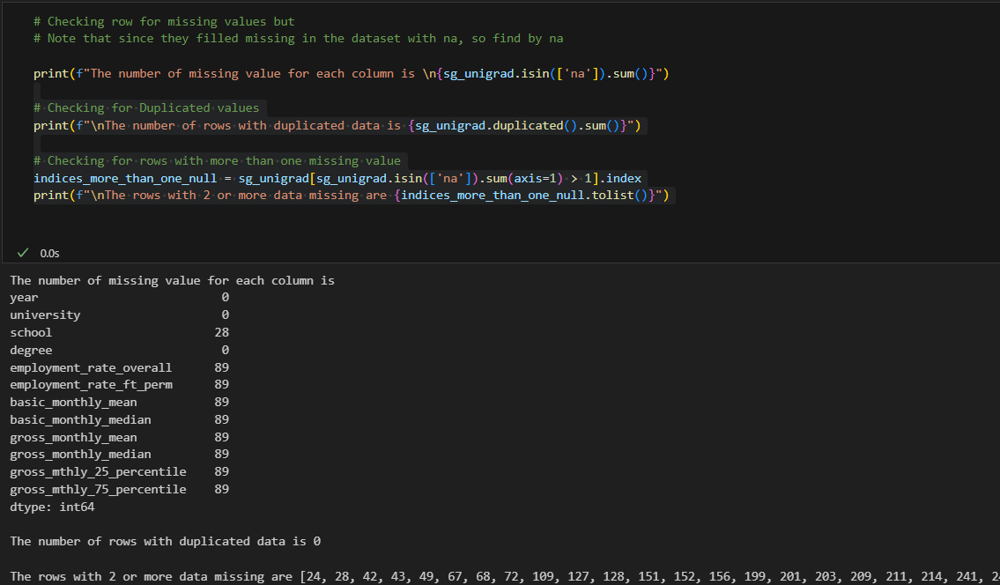 # Checking row for missing values but
# Note that since they filled missing in the dataset with na, so find by na
print(f"The number of missing value for each column is \n{sg_unigrad.isin(['na']).sum()}")
# Checking for Duplicated values
print(f"\nThe number of rows with duplicated data is {sg_unigrad.duplicated().sum()}")
# Checking for rows with more than one missing value
indices_more_than_one_null = sg_unigrad[sg_unigrad.isin(['na']).sum(axis=1) > 1].index
print(f"\nThe rows with 2 or more data missing are {indices_more_than_one_null.tolist()}")
0.0s
The number of missing value for each column is
year 0
university 0
school 28
degree 0
employment_rate_overall 89
employment_rate_ft_perm 89
basic_monthly_mean 89
basic_monthly_median 89
gross_monthly_mean 89
gross_monthly_median 89
gross_mthly_25_percentile 89
gross_mthly_75_percentile 89
dtype: int64
The number of rows with duplicated data is 0
The rows with 2 or more data missing are [24, 28, 42, 43, 49, 67, 68, 72, 109, 127, 128, 151, 152, 156, 199, 201, 203, 209, 211, 214, 241,